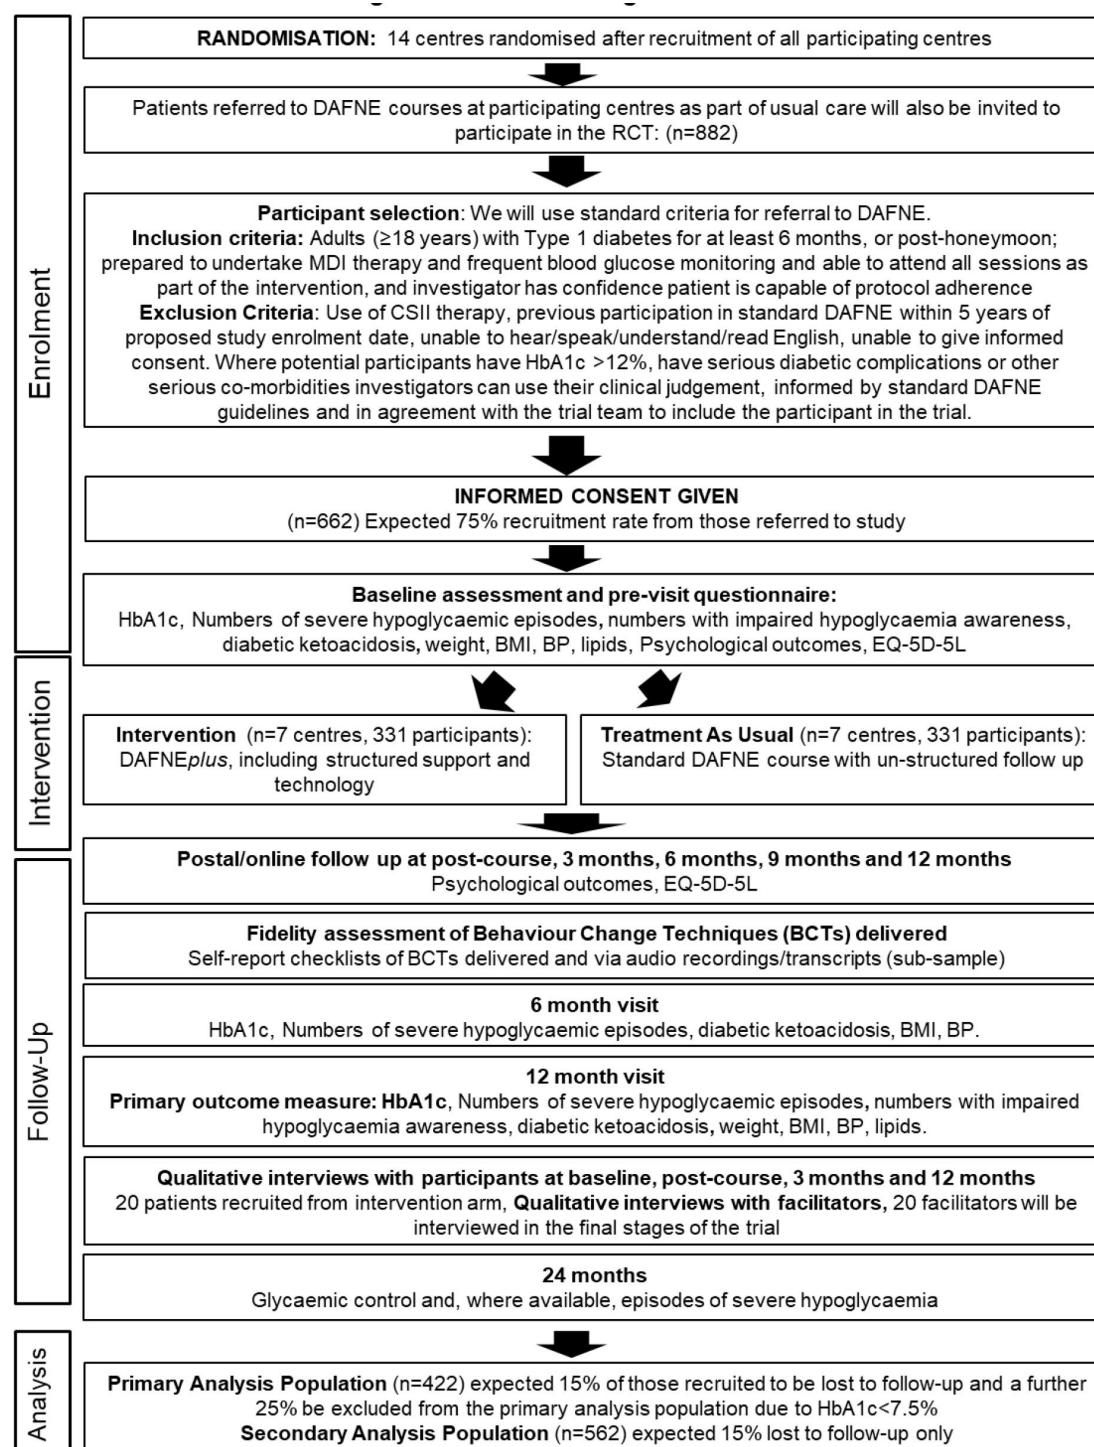 RANDOMISATION: 14 centres randomised after recruitment of all participating centres
Patients referred to DAFNE courses at participating centres as part of usual care will also be invited to
participate in the RCT: (n=882)
Participant selection: We will use standard criteria for referral to DAFNE.
Inclusion criteria: Adults (≥18 years) with Type 1 diabetes for at least 6 months, or post-honeymoon;
prepared to undertake MDI therapy and frequent blood glucose monitoring and able to attend all sessions as
part of the intervention, and investigator has confidence patient is capable of protocol adherence
Exclusion Criteria: Use of CSII therapy, previous participation in standard DAFNE within 5 years of
proposed study enrolment date, unable to hear/speak/understand/read English, unable to give informed
consent. Where potential participants have HbA1c >12%, have serious diabetic complications or other
serious co-morbidities investigators can use their clinical judgement, informed by standard DAFNE
guidelines and in agreement with the trial team to include the participant in the trial.
INFORMED CONSENT GIVEN
(n=662) Expected 75% recruitment rate from those referred to study
Baseline assessment and pre-visit questionnaire:
HbA1c, Numbers of severe hypoglycaemic episodes, numbers with impaired hypoglycaemia awareness,
diabetic ketoacidosis, weight, BMI, BP, lipids, Psychological outcomes, EQ-5D-5L
Enrolment
Intervention (n=7 centres, 331 participants):
DAFNEplus, including structured support and
technology
Treatment As Usual (n=7 centres, 331 participants):
Standard DAFNE course with un-structured follow up
Intervention
Postal/online follow up at post-course, 3 months, 6 months, 9 months and 12 months
Psychological outcomes, EQ-5D-5L
Fidelity assessment of Behaviour Change Techniques (BCTs) delivered
Self-report checklists of BCTs delivered and via audio recordings/transcripts (sub-sample)
6 month visit
HbA1c, Numbers of severe hypoglycaemic episodes, diabetic ketoacidosis, BMI, BP.
12 month visit
Primary outcome measure: HbA1c, Numbers of severe hypoglycaemic episodes, numbers with impaired
hypoglycaemia awareness, diabetic ketoacidosis, weight, BMI, BP, lipids.
Qualitative interviews with participants at baseline, post-course, 3 months and 12 months
20 patients recruited from intervention arm, Qualitative interviews with facilitators, 20 facilitators will be
interviewed in the final stages of the trial
24 months
Glycaemic control and, where available, episodes of severe hypoglycaemia
Follow-Up
Primary Analysis Population (n=422) expected 15% of those recruited to be lost to follow-up and a further
25% be excluded from the primary analysis population due to HbA1c<7.5%
Secondary Analysis Population (n=562) expected 15% lost to follow-up only
Analysis